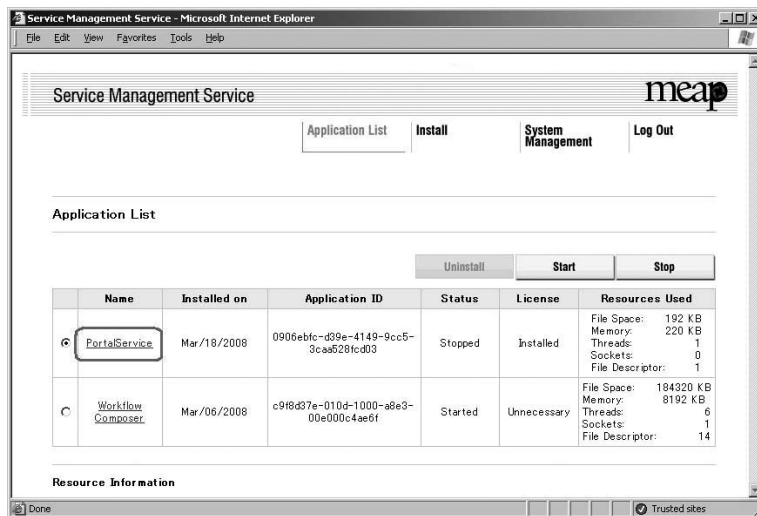 Service Management Service - Microsoft Internet Explorer
File Edit View Favorites Tools Help
Service Management Service
meap
Application List Install System Management Log Out
Application List
Uninstall Start Stop
Name Installed on Application ID Status License Resources Used
PortalService Mar/18/2008 0906ebfc-d39e-4149-9cc5-3caa528fcd03 Stopped Installed
File Space: 192 KB
Memory: 220 KB
Threads: 1
Sockets: 0
File Descriptor: 1
Workflow Composer Mar/06/2008 c9f8d37e-010d-1000-a8e3-00e000c4ae6f Started Unnecessary
File Space: 184320 KB
Memory: 8192 KB
Threads: 6
Sockets: 1
File Descriptor: 14
Resource Information
Done Trusted sites